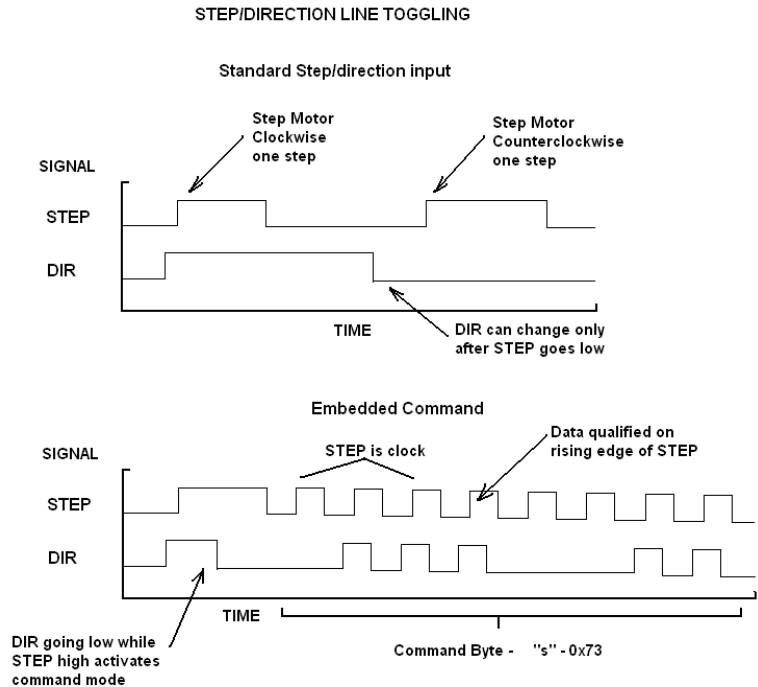 STEP/DIRECTION LINE TOGGLING
Standard Step/direction input
Step Motor
Clockwise
one step
Step Motor
Counterclockwise
one step
SIGNAL
STEP
DIR
TIME
DIR can change only
after STEP goes low
Embedded Command
SIGNAL
STEP is clock
Data qualified on
rising edge of STEP
STEP
DIR
TIME
DIR going low while
STEP high activates
command mode
Command Byte - "s" - 0x73